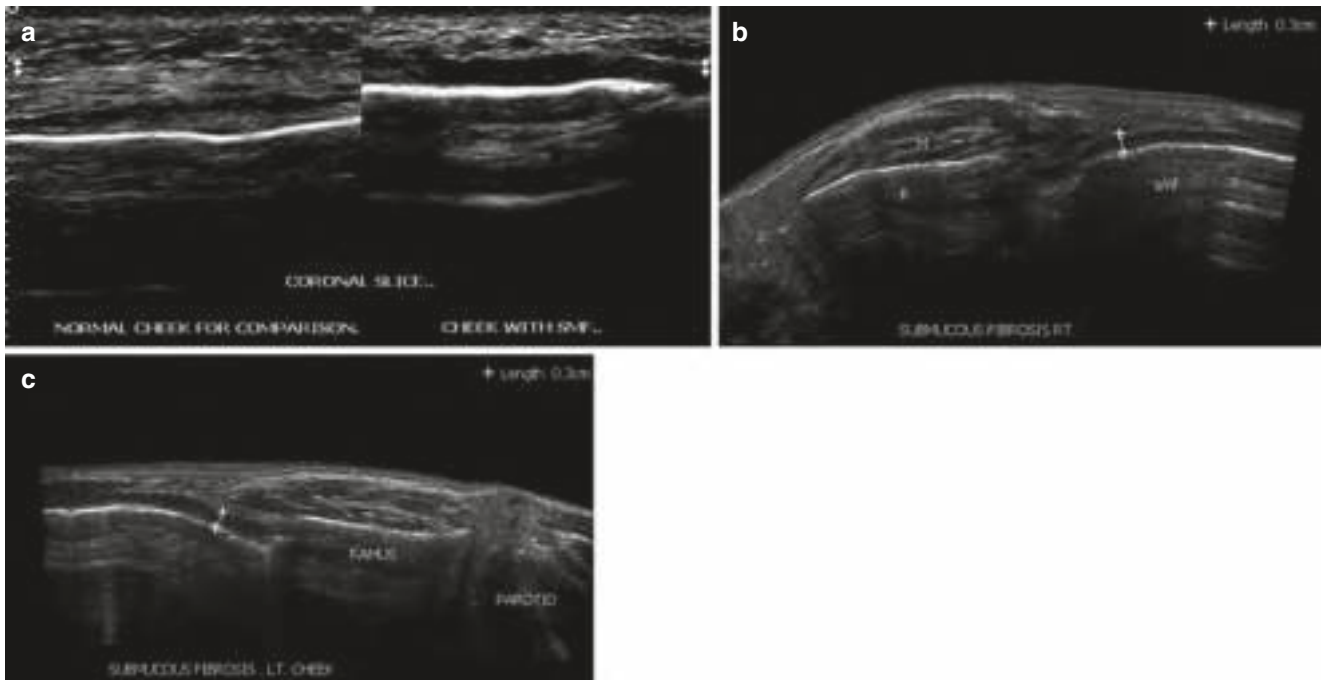 a
CORONAL SLICE..
NORMAL CHEEK FOR COMPARISON.
CHEEK WITH SMF..
b
+ Length 0.3cm
M
SUBMUCOUS FIBROSIS RT
c
+ Length 0.3cm
RAMUS
PAROTID
SUBMUCOUS FIBROSIS . LT. CHEEK